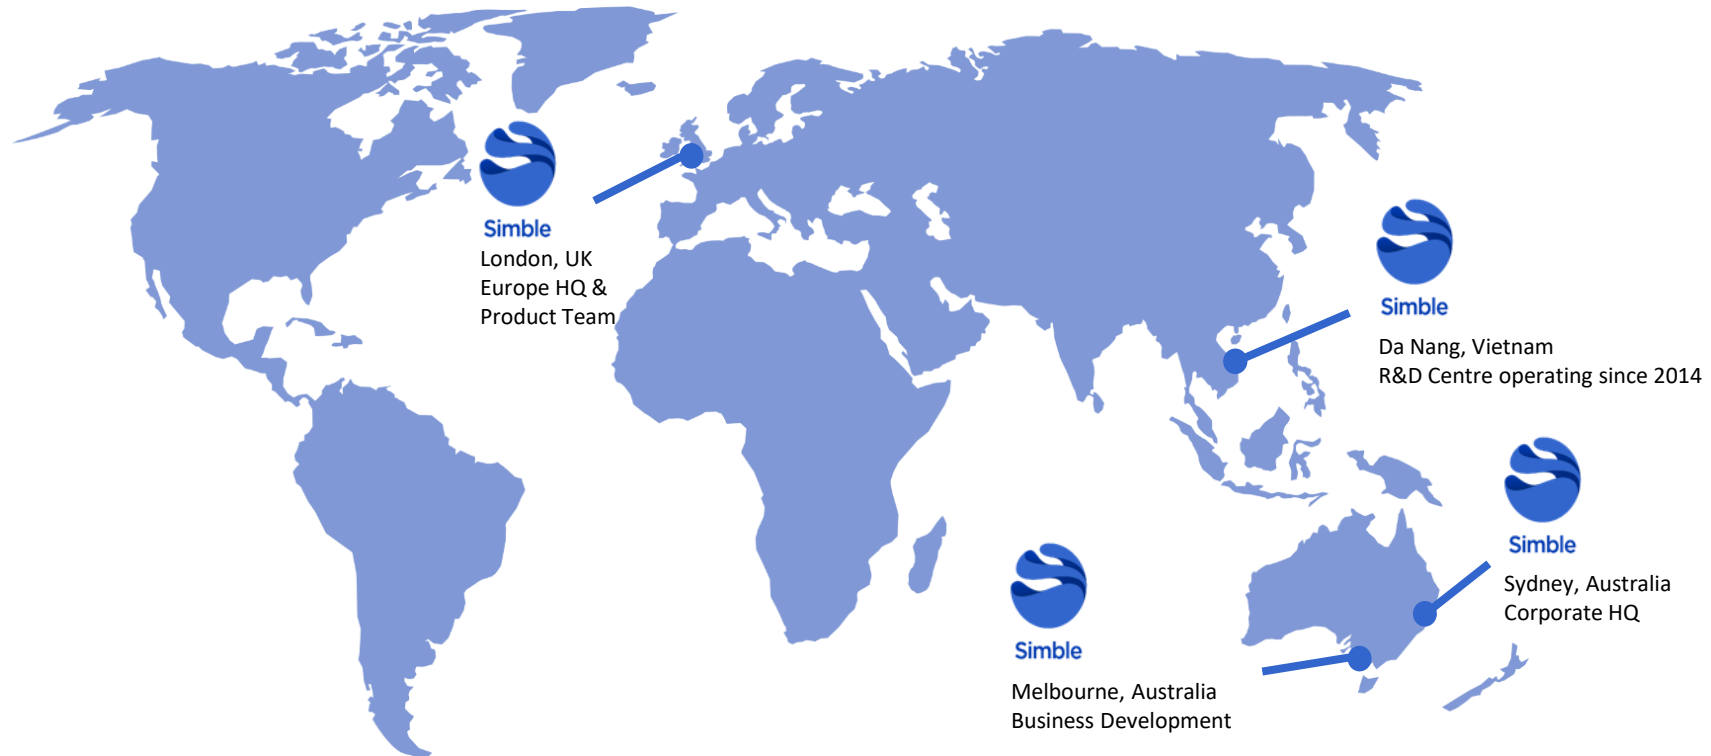 Simble
London, UK
Europe HQ &
Product Team
Simble
Da Nang, Vietnam
R&D Centre operating since 2014
Simble
Sydney, Australia
Corporate HQ
Simble
Melbourne, Australia
Business Development